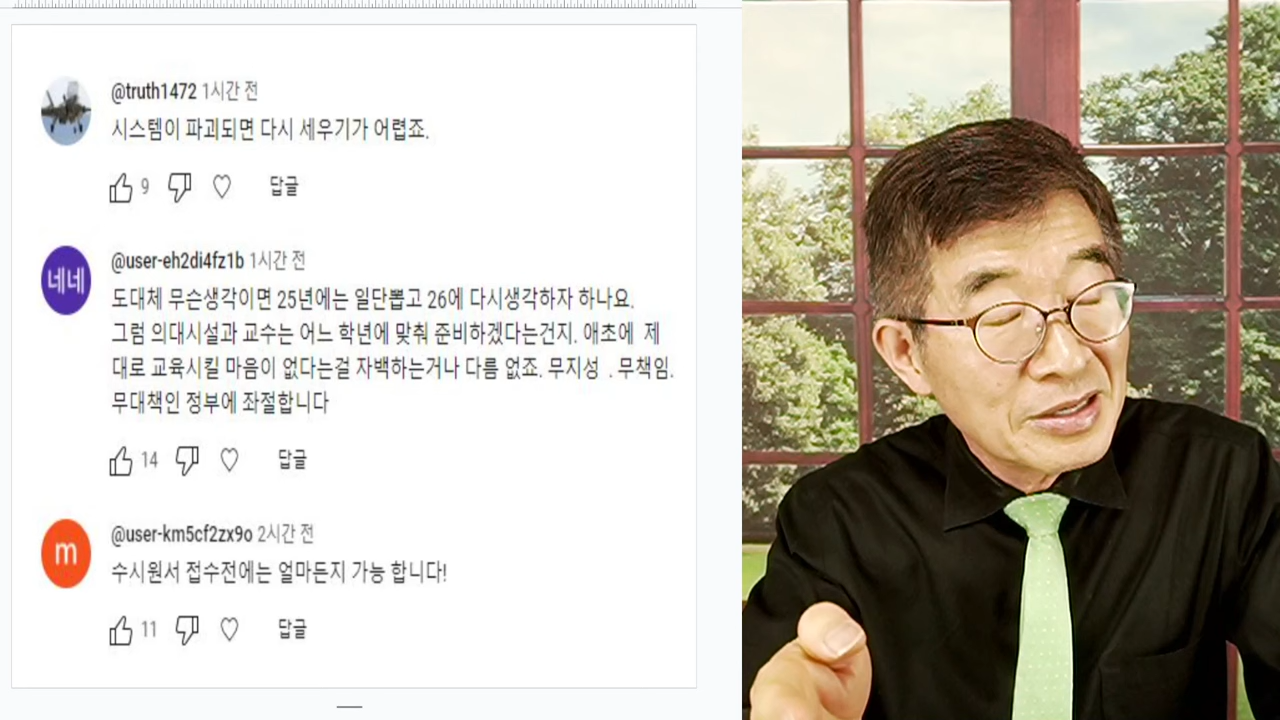 @truth1472 1시간 전
시스템이 파괴되면 다시 세우기가 어렵죠.
9 답글
네네
@user-eh2di4fz1b 1시간 전
도대체 무슨생각이면 25년에는 일단뽑고 26에 다시생각하자 하나요.
그럼 의대시설과 교수는 어느 학년에 맞춰 준비하겠다는건지. 애초에 제
대로 교육시킬 마음이 없다는걸 자백하는거나 다름 없죠. 무지성 . 무책임.
무대책인 정부에 좌절합니다
14 답글
m
@user-km5cf2zx9o 2시간 전
수시원서 접수전에는 얼마든지 가능 합니다!
11 답글